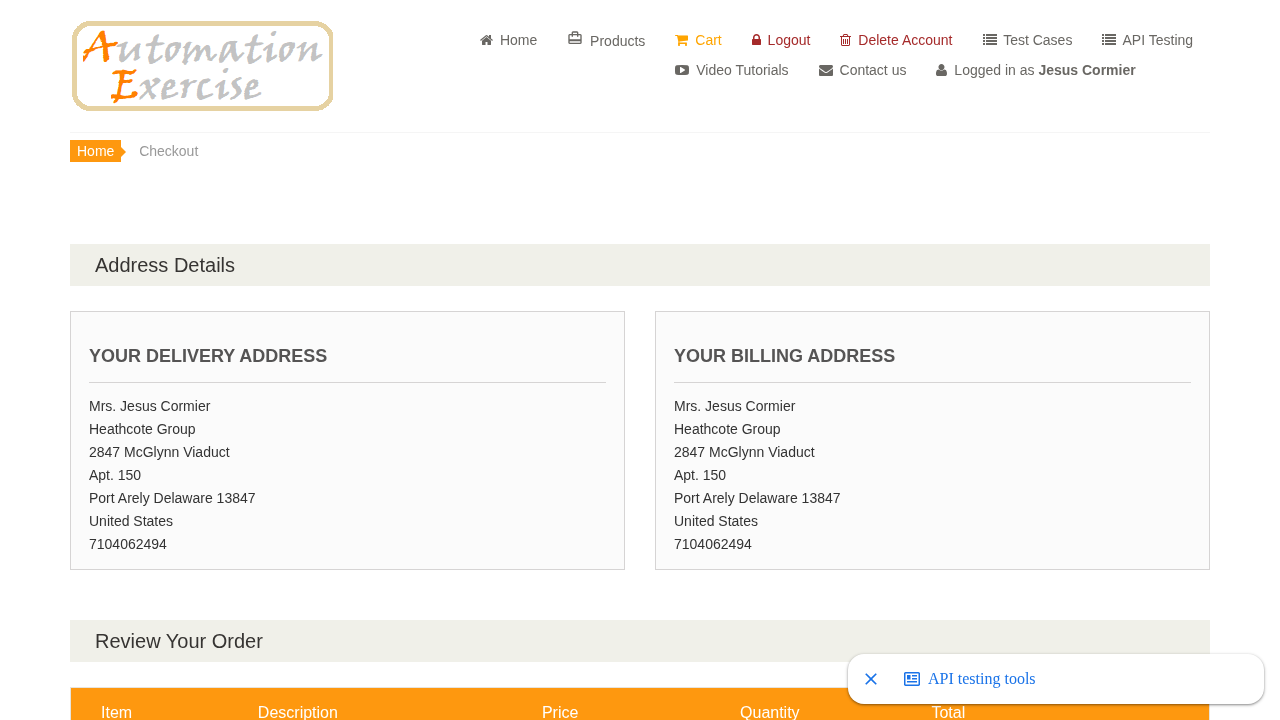 Automation
Exercise
Home
Products
Cart
Logout
Delete Account
Test Cases
API Testing
Video Tutorials
Contact us
Logged in as Jesus Cormier
Home
Checkout
Address Details
YOUR DELIVERY ADDRESS
Mrs. Jesus Cormier
Heathcote Group
2847 McGlynn Viaduct
Apt. 150
Port Arely Delaware 13847
United States
7104062494
YOUR BILLING ADDRESS
Mrs. Jesus Cormier
Heathcote Group
2847 McGlynn Viaduct
Apt. 150
Port Arely Delaware 13847
United States
7104062494
Review Your Order
API testing tools
Item Description Price Quantity Total